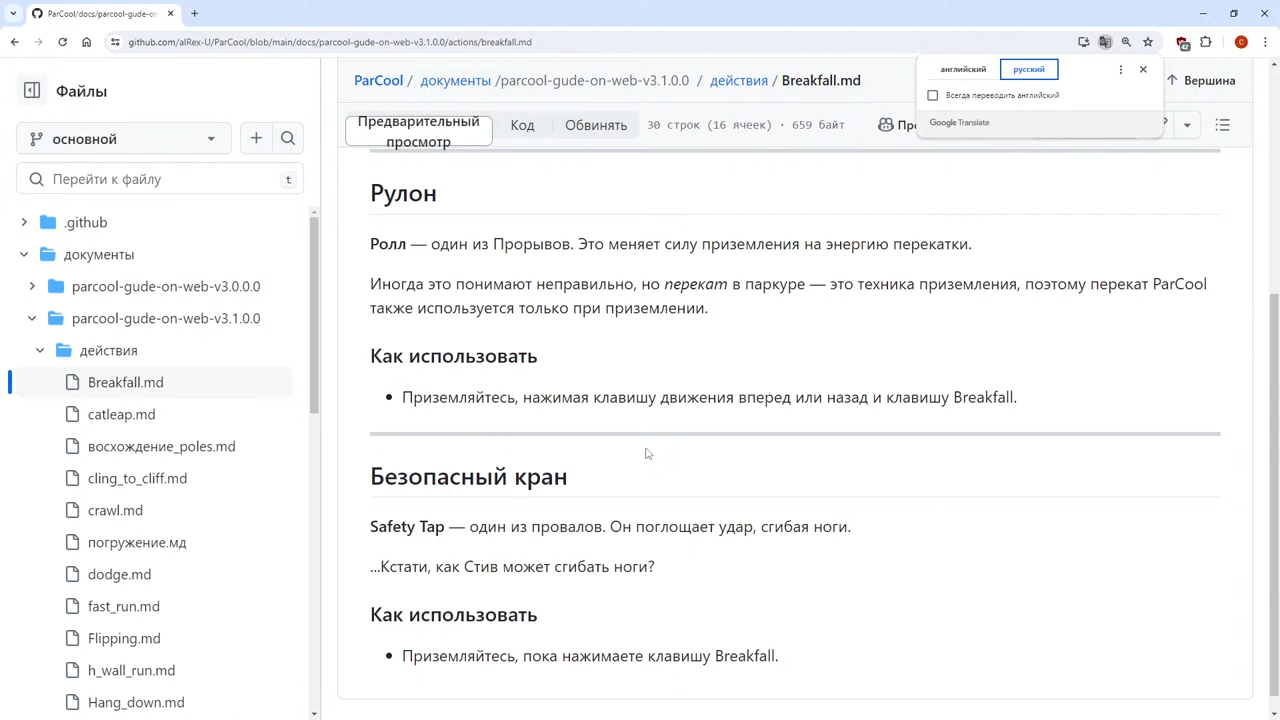 ParCool/docs/parcool-gude-on-
github.com/alRex-U/ParCool/blob/main/docs/parcool-gude-on-web-v3.1.0.0/actions/breakfall.md
42
C
английский
русский
Всегда переводить английский
Google Translate
Файлы
ParCool / документы /parcool-gude-on-web-v3.1.0.0 / действия / Breakfall.md
Вершина
Предварительный просмотр
Код
Обвинять
30 строк (16 ячеек) · 659 байт
основной
Перейти к файлу
t
.github
документы
parcool-gude-on-web-v3.0.0.0
parcool-gude-on-web-v3.1.0.0
действия
Breakfall.md
catleap.md
восхождение_poles.md
cling_to_cliff.md
crawl.md
погружение.мд
dodge.md
fast_run.md
Flipping.md
h_wall_run.md
Hang_down.md
Рулон
Ролл — один из Прорывов. Это меняет силу приземления на энергию перекатки.
Иногда это понимают неправильно, но перекат в паркуре — это техника приземления, поэтому перекат ParCool
также используется только при приземлении.
Как использовать
Приземляйтесь, нажимая клавишу движения вперед или назад и клавишу Breakfall.
Безопасный кран
Safety Tap — один из провалов. Он поглощает удар, сгибая ноги.
...Кстати, как Стив может сгибать ноги?
Как использовать
Приземляйтесь, пока нажимаете клавишу Breakfall.